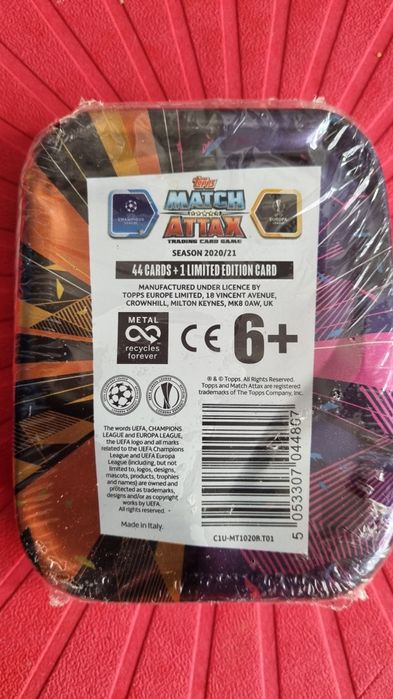 Topps
MATCH
ATTAX
TRADING CARD GAME
CHAMPIONS
LEAGUE
EUROPA
LEAGUE
SEASON 2020/21
44 CARDS + 1 LIMITED EDITION CARD
MANUFACTURED UNDER LICENCE BY
TOPPS EUROPE LIMITED, 18 VINCENT AVENUE,
CROWNHILL, MILTON KEYNES, MK8 0AW, UK
METAL
recycles
forever
CE 6+
® & © Topps. All Rights Reserved.
Topps and Match Attax are registered
trademarks of The Topps Company, Inc.
The words UEFA, CHAMPIONS
LEAGUE and EUROPA LEAGUE,
the UEFA logo and all marks
related to the UEFA Champions
League and UEFA Europa
League (including, but not
limited to, logos, designs,
mascots, products, trophies
and names) are owned and
protected as trademarks,
designs and/or as copyright
works by UEFA.
All rights reserved.
Made in Italy.
5 053307 044807
C1U-MT1020R.T01